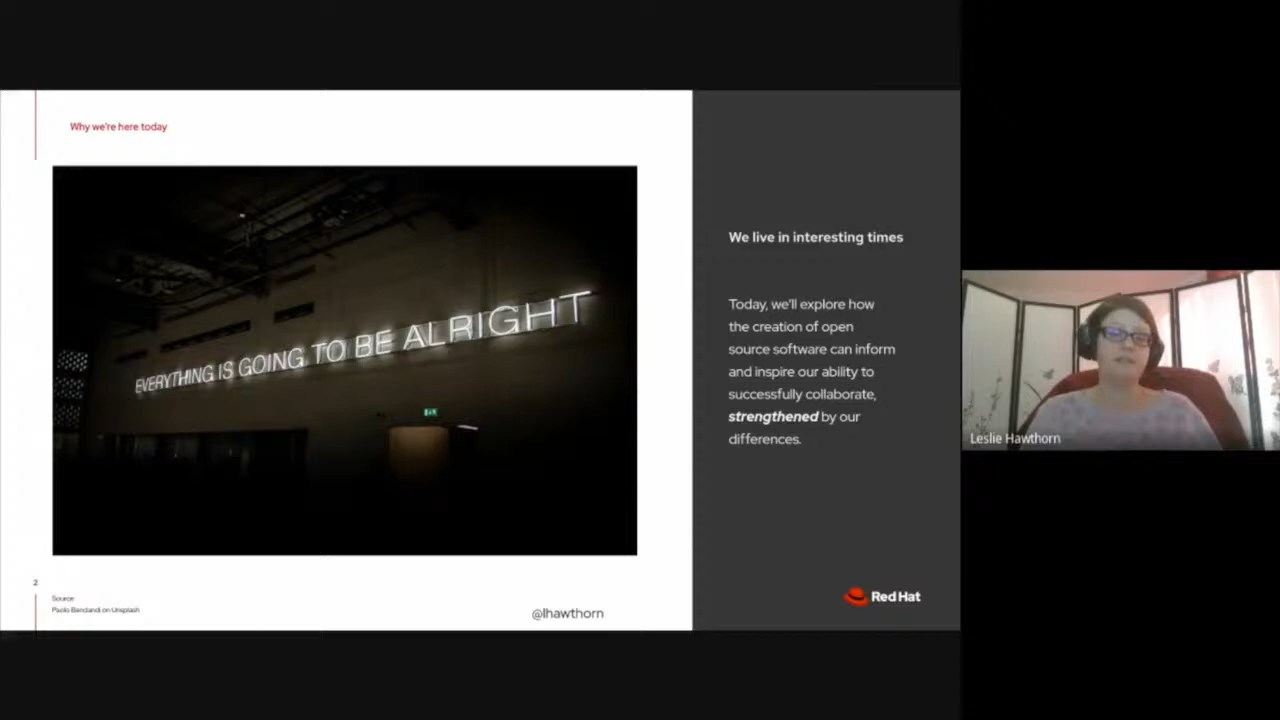 Why we're here today
EVERYTHING IS GOING TO BE ALRIGHT
We live in interesting times
Today, we'll explore how
the creation of open
source software can inform
and inspire our ability to
successfully collaborate,
strengthened by our
differences.
Leslie Hawthorn
2
Source:
Paolo Bendandi on Unsplash
@lhawthorn
Red Hat